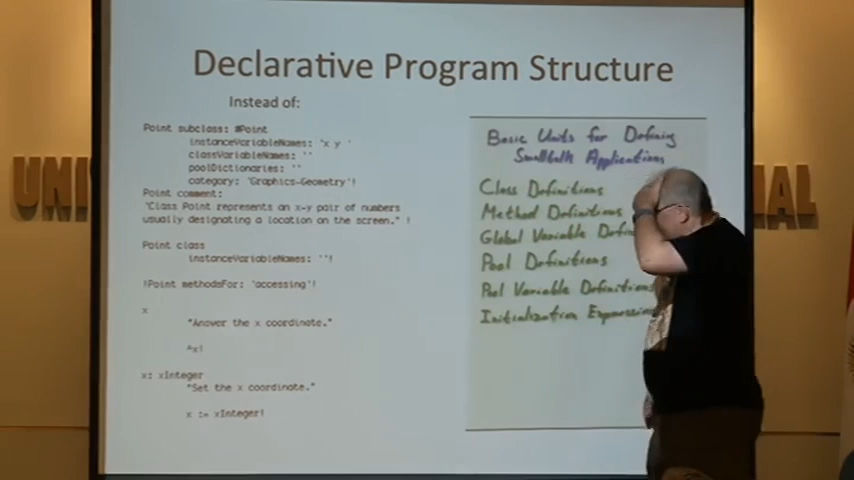 Declarative Program Structure
Instead of:
Point subclass: #Point
instanceVariableNames: 'x y '
classVariableNames: ''
poolDictionaries: ''
category: 'Graphics-Geometry'!
Point comment:
"Class Point represents an x-y pair of numbers
usually designating a location on the screen." !
Point class
instanceVariableNames: ''!
!Point methodsFor: 'accessing'!
x
"Answer the x coordinate."
^x!
x: xInteger
"Set the x coordinate."
x := xInteger!
Basic Units for Defining
Smalltalk Applications
Class Definitions
Method Definitions
Global Variable
Pool Definitions
Pool Variable Definitions
Initialization Expressions
UNI
IAL